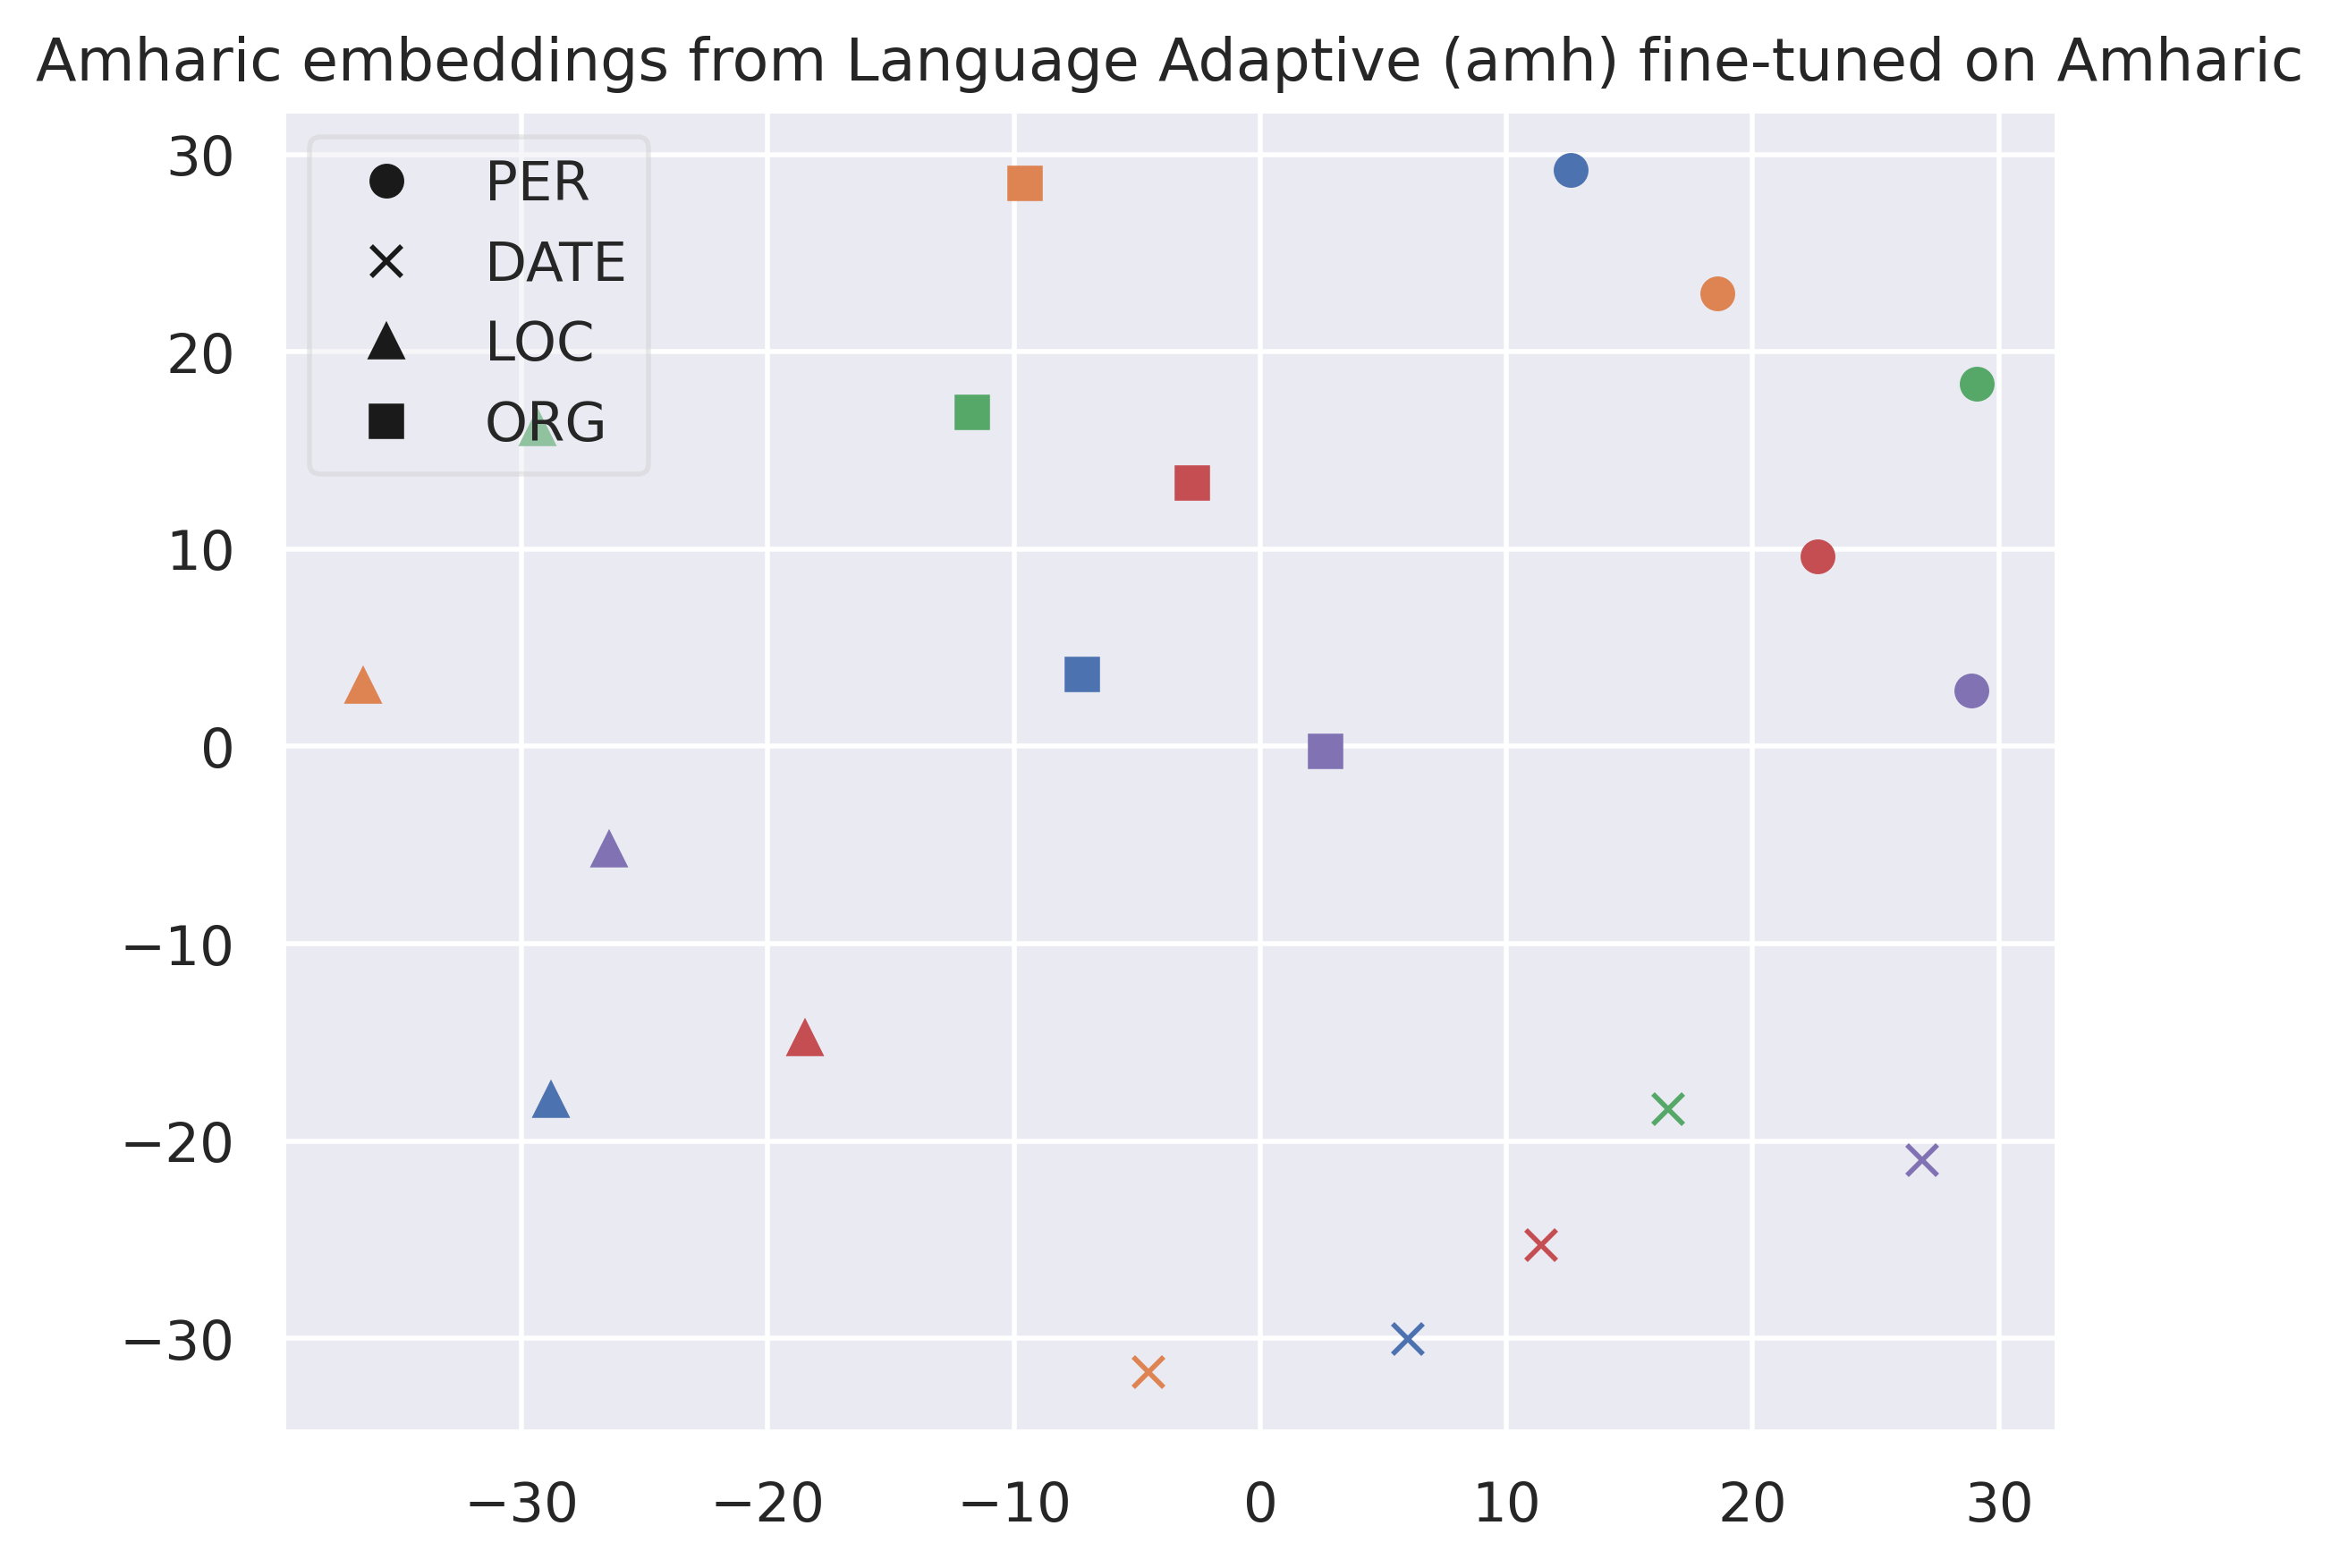 Amharic embeddings from Language Adaptive (amh) fine-tuned on Amharic
PER
DATE
LOC
ORG
30
20
10
0
−10
−20
−30
−30 −20 −10 0 10 20 30